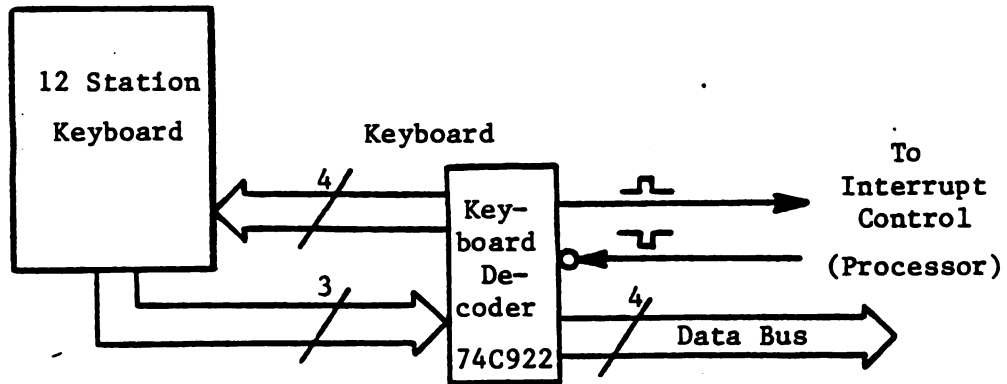 12 Station
Keyboard
Keyboard
4
3
Key-
board
De-
coder
74C922
To
Interrupt
Control
(Processor)
4
Data Bus